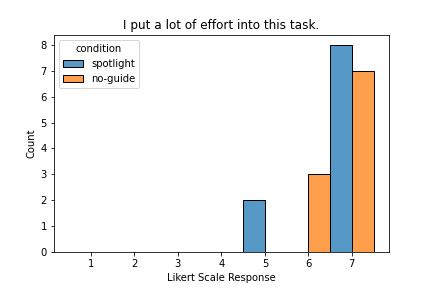 I put a lot of effort into this task.
condition
spotlight
no-guide
8
7
6
5
4
3
2
1
0
Count
1 2 3 4 5 6 7
Likert Scale Response